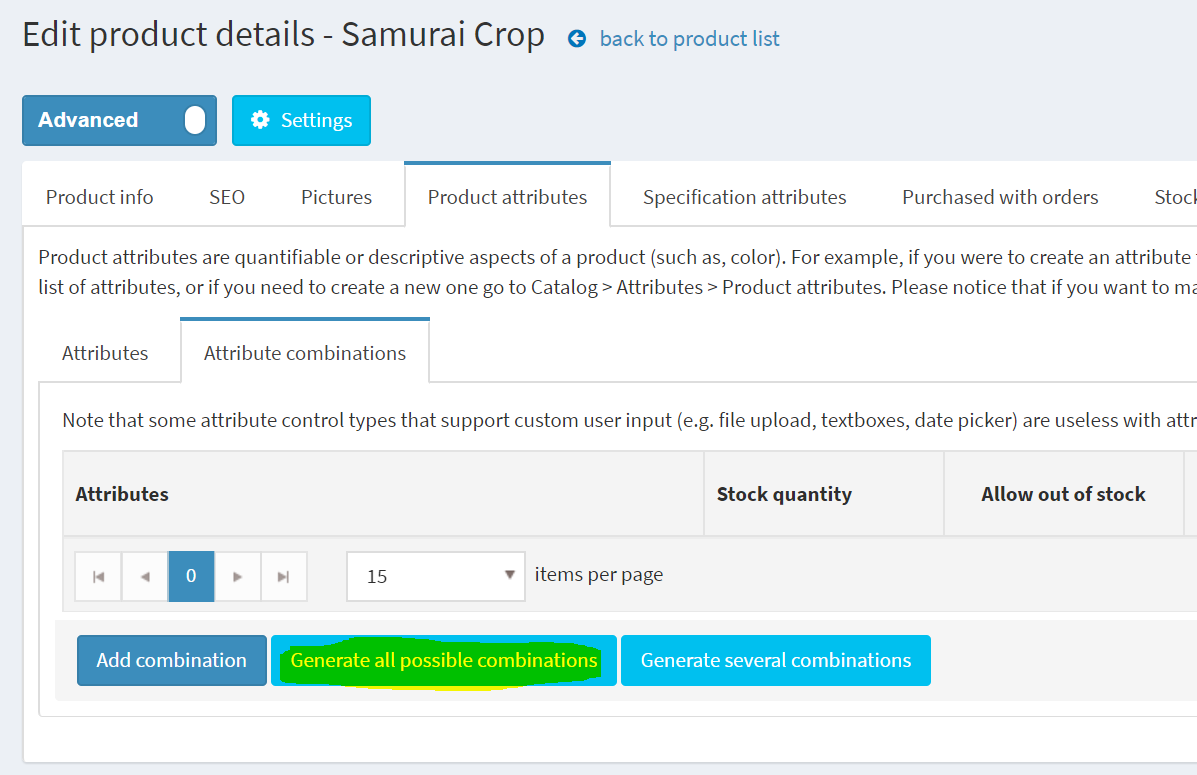 Edit product details - Samurai Crop back to product list
Advanced Settings
Product info SEO Pictures Product attributes Specification attributes Purchased with orders
Product attributes are quantifiable or descriptive aspects of a product (such as, color). For example, if you were to create an attribute
list of attributes, or if you need to create a new one go to Catalog > Attributes > Product attributes. Please notice that if you want to
Attributes Attribute combinations
Note that some attribute control types that support custom user input (e.g. file upload, textboxes, date picker) are useless with
Attributes Stock quantity Allow out of stock
0 15 items per page
Add combination Generate all possible combinations Generate several combinations